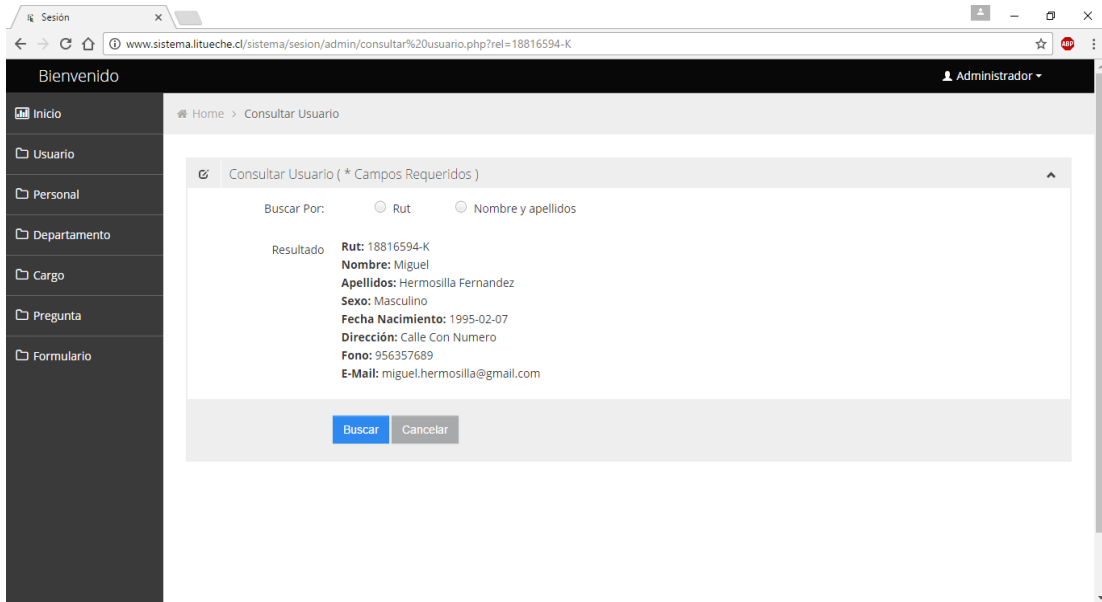 Sesión
www.sistema.litueche.cl/sistema/sesion/admin/consultar%20usuario.php?rel=18816594-K
ABP
Bienvenido
Administrador
Inicio
Home > Consultar Usuario
Usuario
Consultar Usuario ( * Campos Requeridos )
Personal
Buscar Por: Rut Nombre y apellidos
Departamento
Resultado
Rut: 18816594-K
Nombre: Miguel
Cargo
Apellidos: Hermosilla Fernandez
Sexo: Masculino
Pregunta
Fecha Nacimiento: 1995-02-07
Dirección: Calle Con Numero
Formulario
Fono: 956357689
E-Mail: miguel.hermosilla@gmail.com
Buscar Cancelar